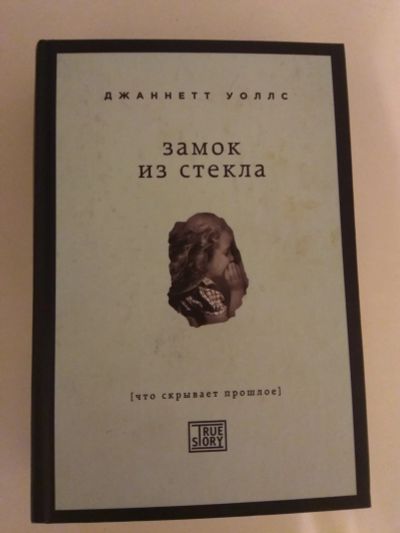 ДЖАННЕТТ УОЛЛС
ЗАМОК
ИЗ СТЕКЛА
[что скрывает прошлое]
TRUE
STORY